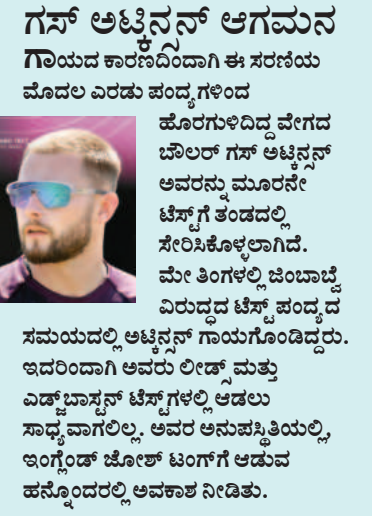 ಗಸ್ ಅಟ್ಕಿನ್ಸನ್ ಆಗಮನ
ಗಾಯದ ಕಾರಣದಿಂದಾಗಿ ಈ ಸರಣಿಯ
ಮೊದಲ ಎರಡು ಪಂದ್ಯಗಳಿಂದ
ಹೊರಗುಳಿದಿದ್ದ ವೇಗದ
ಬೌಲರ್ ಗಸ್ ಅಟ್ಕಿನ್ಸನ್
ಅವರನ್ನು ಮೂರನೇ
ಟೆಸ್ಟ್‌ಗೆ ತಂಡದಲ್ಲಿ
ಸೇರಿಸಿಕೊಳ್ಳಲಾಗಿದೆ.
ಮೇ ತಿಂಗಳಲ್ಲಿ ಜಿಂಬಾಬ್ವೆ
ವಿರುದ್ಧದ ಟೆಸ್ಟ್ ಪಂದ್ಯದ
ಸಮಯದಲ್ಲಿ ಅಟ್ಕಿನ್ಸನ್ ಗಾಯಗೊಂಡಿದ್ದರು.
ಇದರಿಂದಾಗಿ ಅವರು ಲೀಡ್ಸ್ ಮತ್ತು
ಎಡ್ಜ್‌ಬಾಸ್ಟನ್ ಟೆಸ್ಟ್‌ಗಳಲ್ಲಿ ಆಡಲು
ಸಾಧ್ಯವಾಗಲಿಲ್ಲ. ಅವರ ಅನುಪಸ್ಥಿತಿಯಲ್ಲಿ,
ಇಂಗ್ಲೆಂಡ್ ಜೋಶ್ ಟಂಗ್‌ಗೆ ಆಡುವ
ಹನ್ನೊಂದರಲ್ಲಿ ಅವಕಾಶ ನೀಡಿತು.